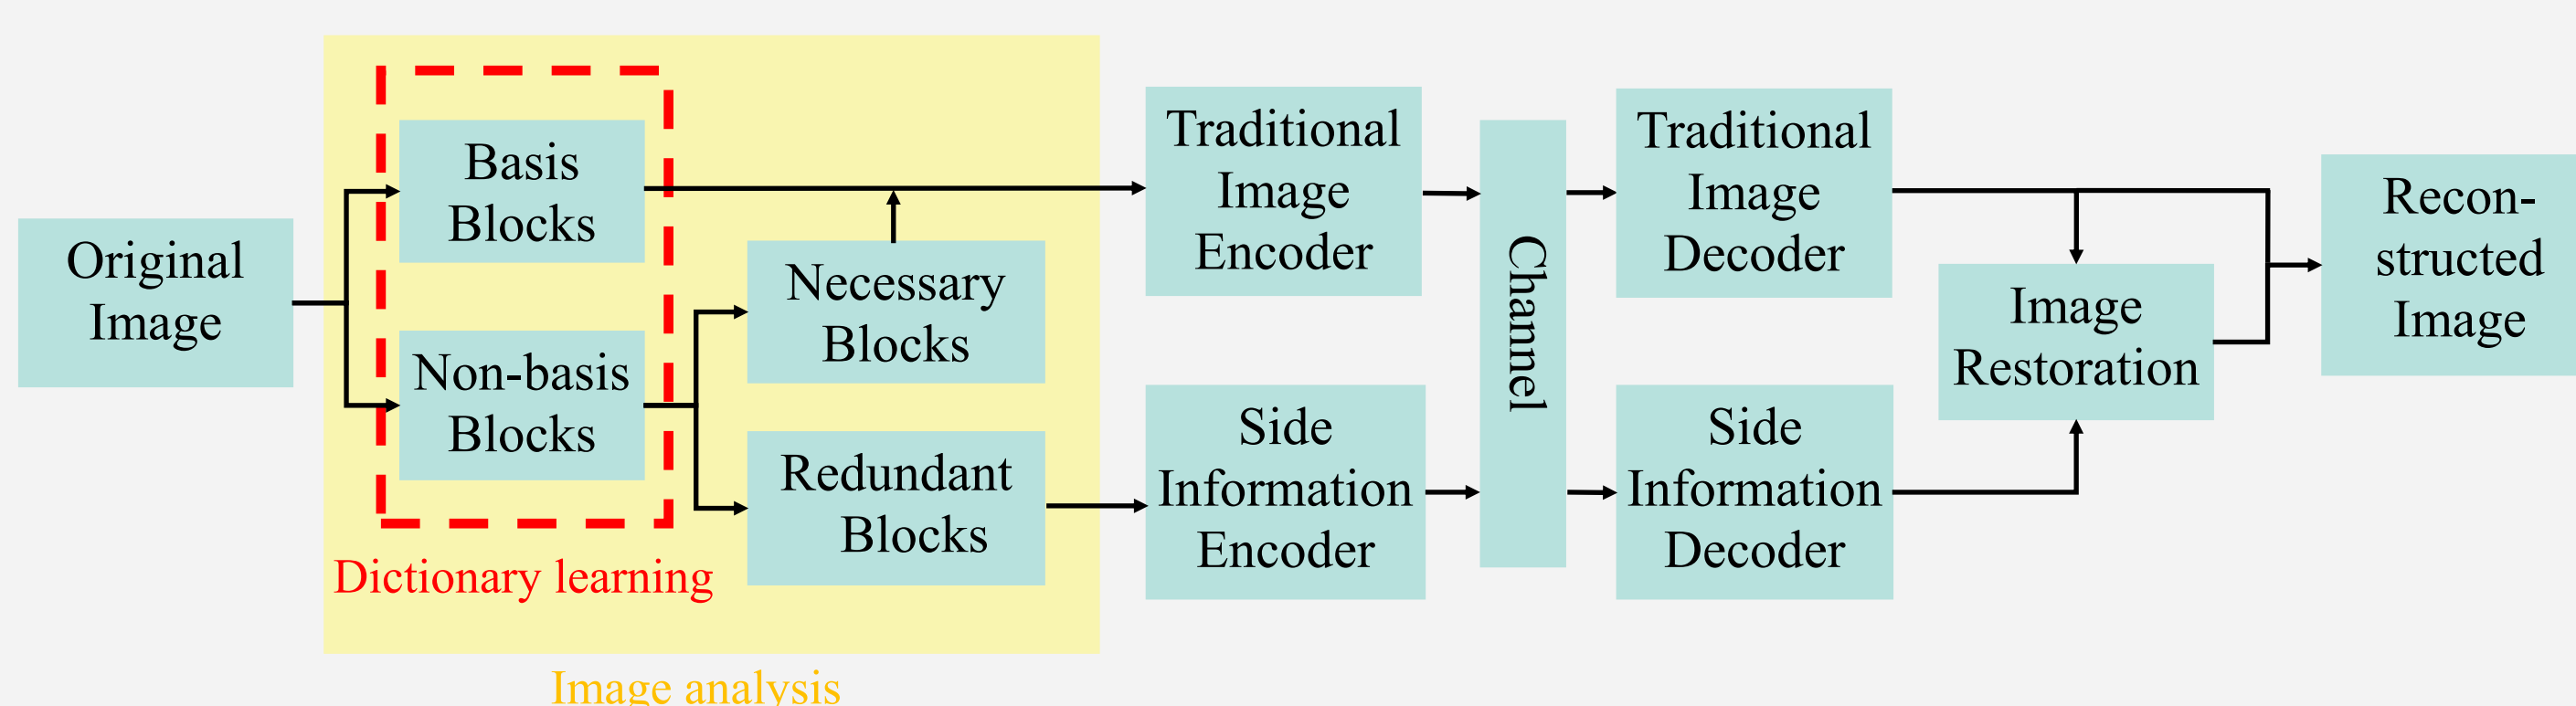 Original
Image
Basis
Blocks
Non-basis
Blocks
Dictionary learning
Necessary
Blocks
Redundant
Blocks
Image analysis
Traditional
Image
Encoder
Side
Information
Encoder
Channel
Traditional
Image
Decoder
Side
Information
Decoder
Image
Restoration
Recon-
structed
Image